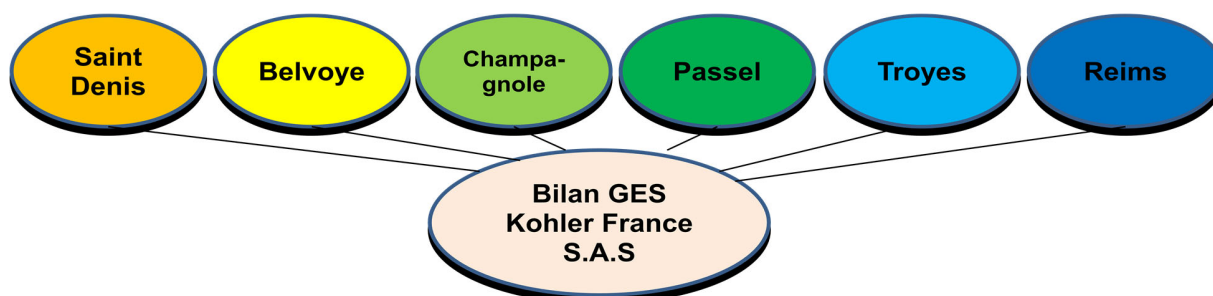 Saint
Denis
Belvoye
Champa-
gnole
Passel
Troyes
Reims
Bilan GES
Kohler France
S.A.S